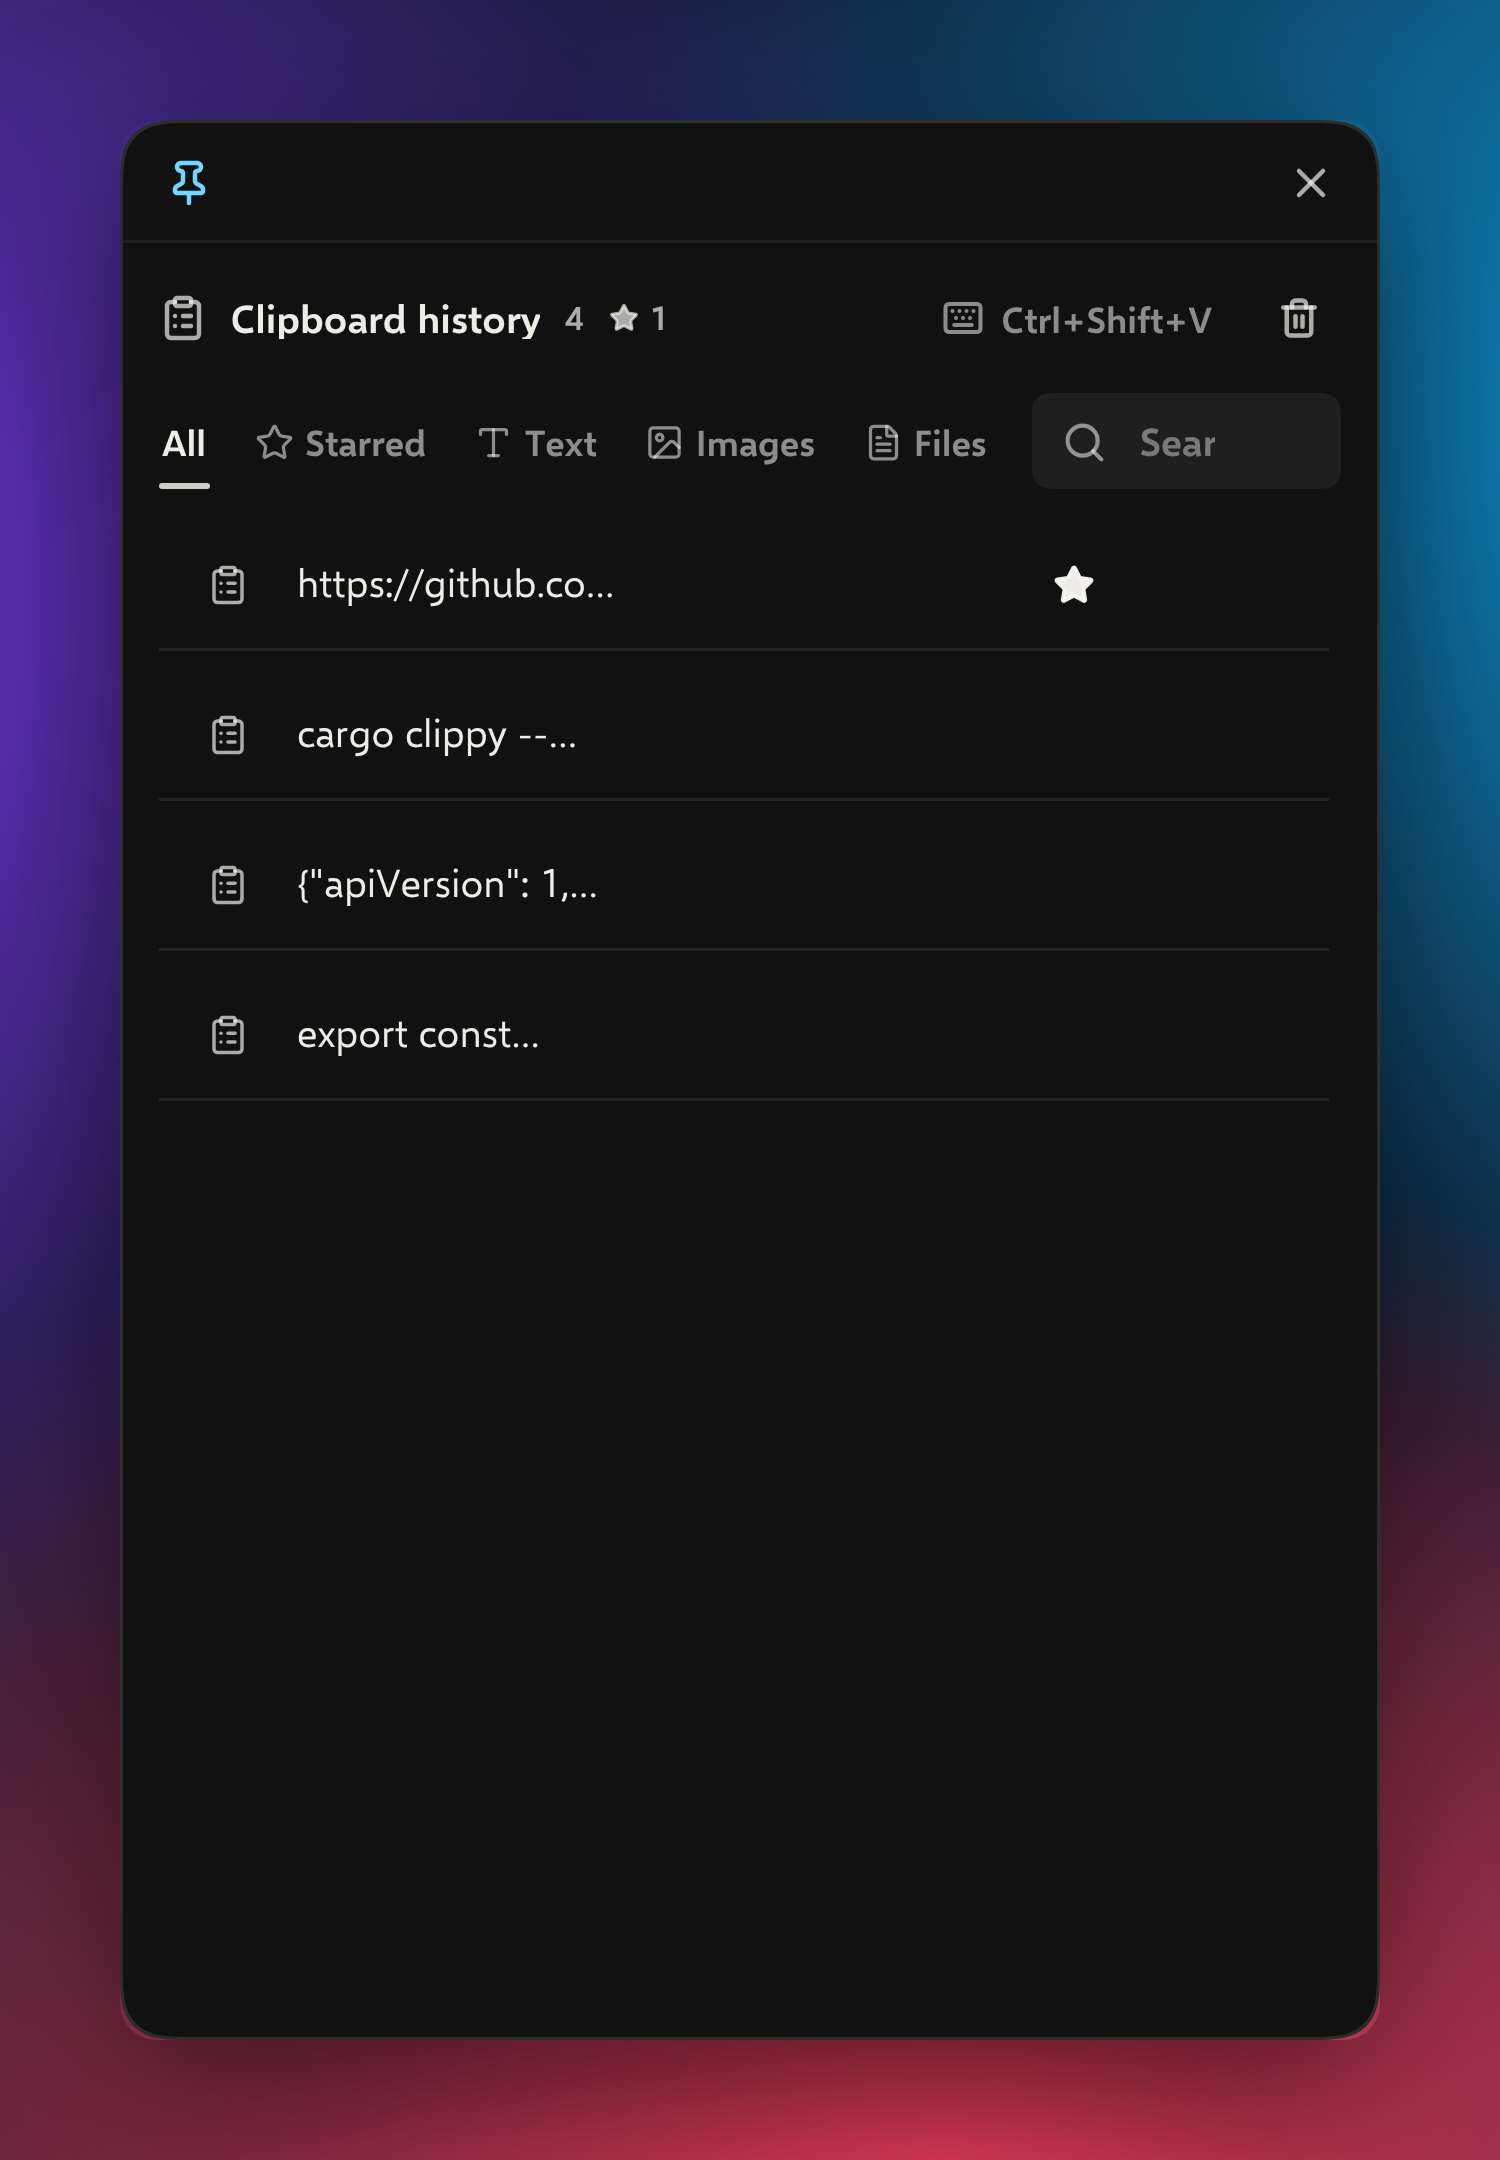 Clipboard history 4 1 Ctrl+Shift+V
All Starred Text Images Files Sear
https://github.co...
cargo clippy --...
{"apiVersion": 1,...
export const...